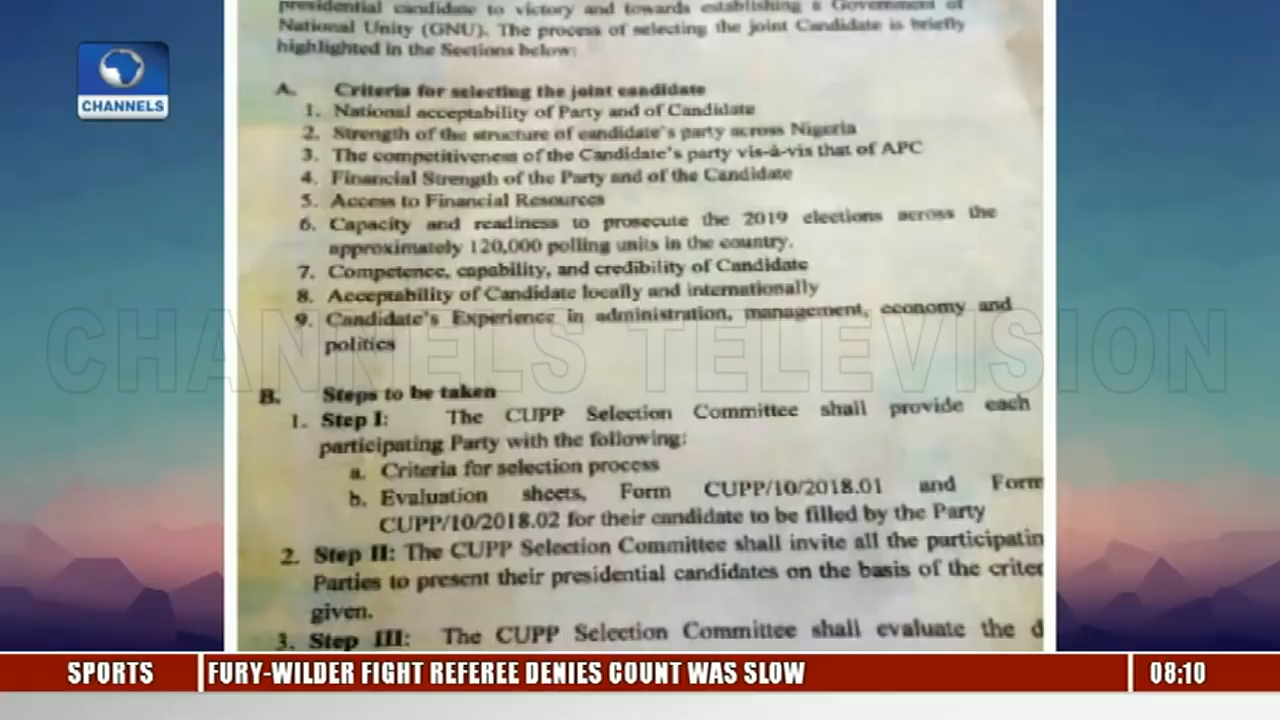 presidential candidate to victory and towards establishing a Government of
National Unity (GNU). The process of selecting the joint Candidate is briefly
highlighted in the Sections below:
CHANNELS
A. Criteria for selecting the joint candidate
1. National acceptability of Party and of Candidate
2. Strength of the structure of candidate's party across Nigeria
3. The competitiveness of the Candidate's party vis-à-vis that of APC
4. Financial Strength of the Party and of the Candidate
5. Access to Financial Resources
6. Capacity and readiness to prosecute the 2019 elections across the
approximately 120,000 polling units in the country.
7. Competence, capability, and credibility of Candidate
8. Acceptability of Candidate locally and internationally
9. Candidate's Experience in administration, management, economy and
politics
CHANNELS TELEVISION
B. Steps to be taken
1. Step I: The CUPP Selection Committee shall provide each
participating Party with the following:
a. Criteria for selection process
b. Evaluation sheets, Form CUPP/10/2018.01 and Form
CUPP/10/2018.02 for their candidate to be filled by the Party
2. Step II: The CUPP Selection Committee shall invite all the participatin
Parties to present their presidential candidates on the basis of the criter
given.
3. Step III: The CUPP Selection Committee shall evaluate the d
SPORTS FURY-WILDER FIGHT REFEREE DENIES COUNT WAS SLOW 08:10